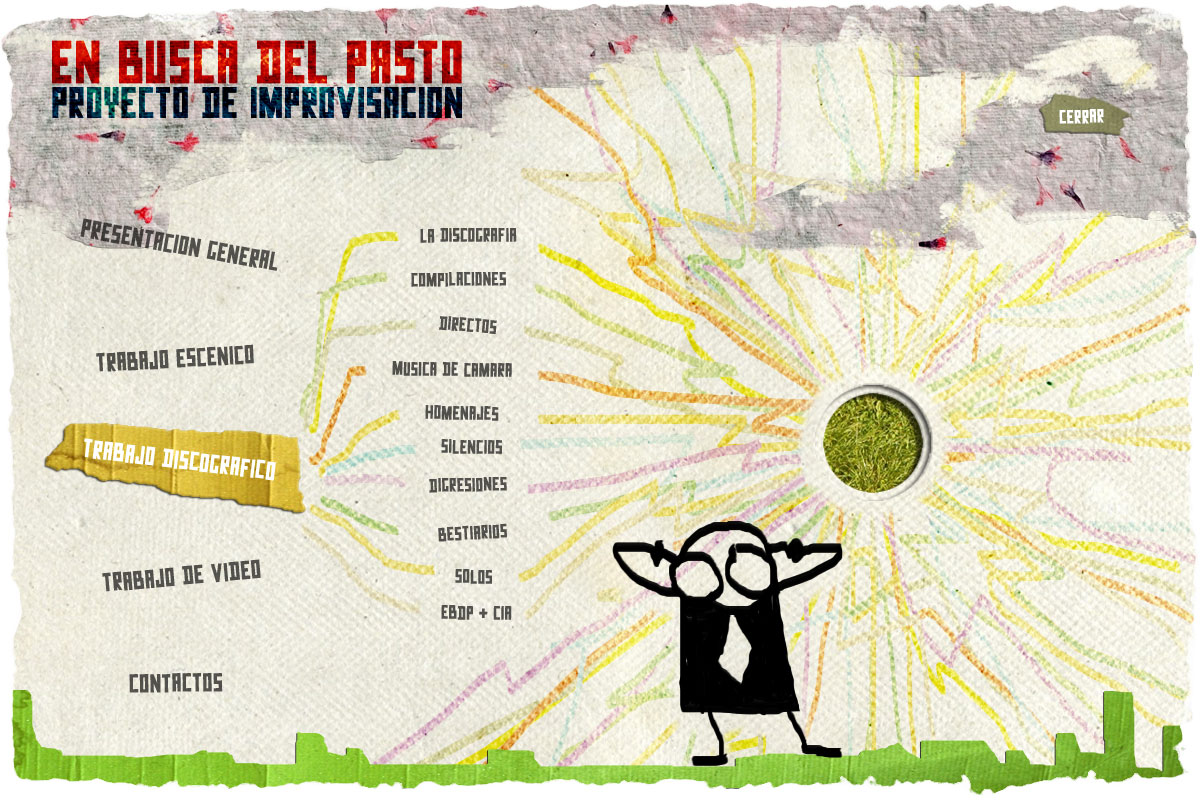 EN BUSCA DEL PASTO
PROYECTO DE IMPROVISACION
CERRAR
PRESENTACION GENERAL
TRABAJO ESCENICO
TRABAJO DISCOGRAFICO
TRABAJO DE VIDEO
CONTACTOS
LA DISCOGRAFIA
COMPILACIONES
DIRECTOS
MUSICA DE CAMARA
HOMENAJES
SILENCIOS
DIGRESIONES
BESTIARIOS
SOLOS
EBDP + CIA